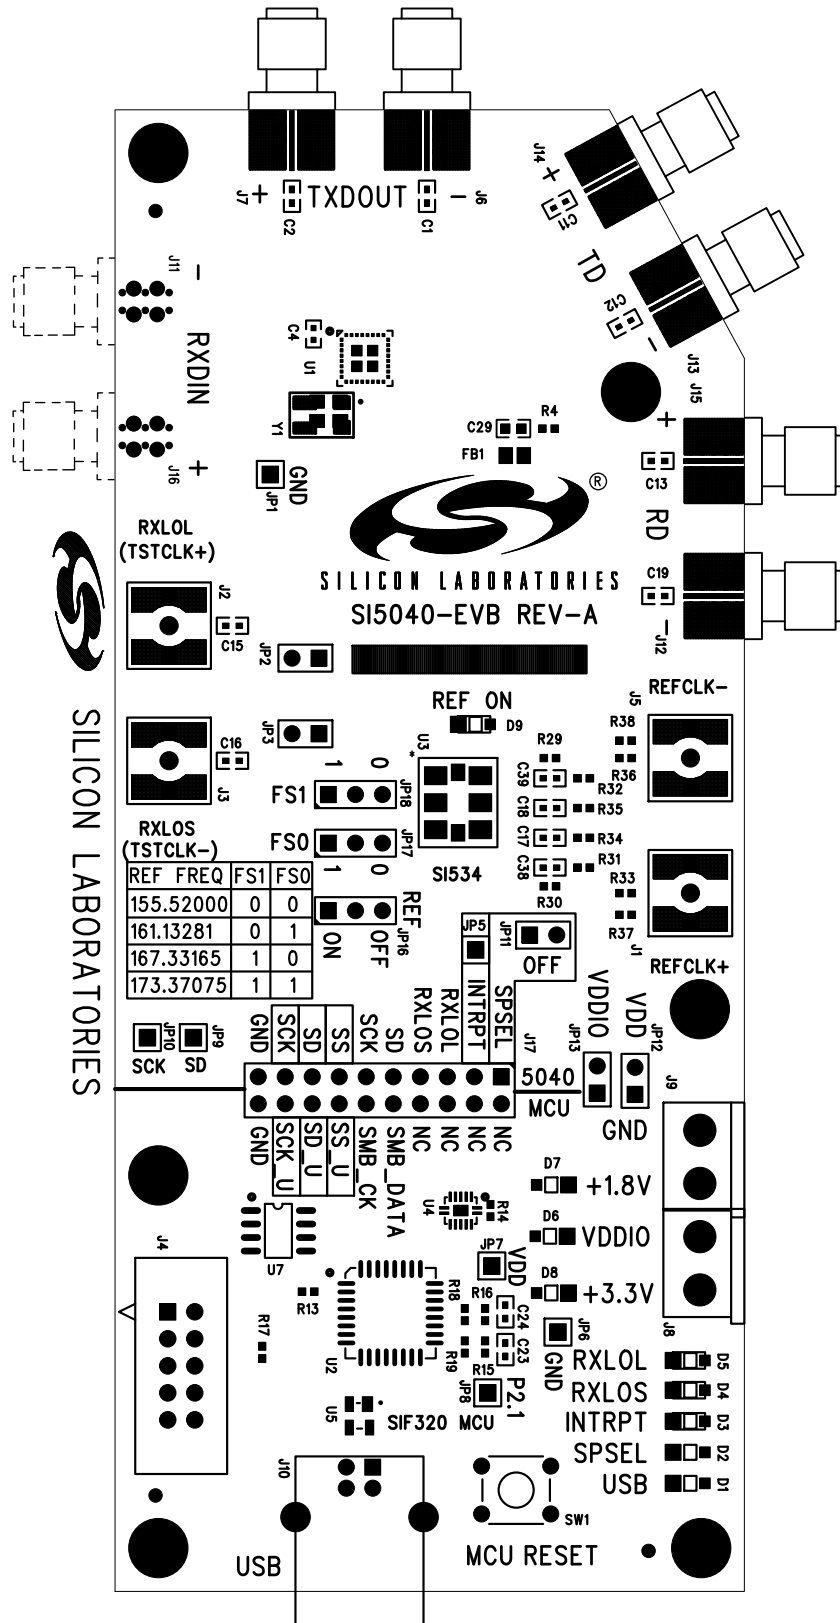 J7 + C2 TXDOUT C1 - J6
J14
+
C11
TD
C12
-
J13
J11
-
RXDIN
J16
+
C4
U1
Y1
JP1
GND
C29
R4
FB1
J15
+
C13
RD
C19
-
J12
®
SILICON LABORATORIES
SI5040-EVB REV-A
RXLOL
(TSTCLK+)
J2
C15
JP2
SILICON LABORATORIES
C16
J3
JP3
RXLOS
(TSTCLK-)
REF ON
D9
U3
*
SI534
1 0
FS1
JP18
FS0
JP17
1 0
REF
ON OFF
JP16
REF FREQ FS1 FS0
155.52000 0 0
161.13281 0 1
167.33165 1 0
173.37075 1 1
R29
C39
R32
C18
R35
C17
R34
C38
R31
R30
REFCLK-
J5
R38
R36
R33
R37
J1
REFCLK+
JP5
JP11
OFF
JP10
SCK
JP9
SD
GND SCK SD SS SCK SD RXLOS RXLOL INTRPT SPSEL
J17
5040
MCU
GND SCK_U SD_U SS_U SMB_CK SMB_DATA NC NC NC NC
VDDIO
JP13
VDD
JP12
J9
GND
D7
+1.8V
D6
VDDIO
D8
+3.3V
J8
U4
R14
U7
J4
R13
R17
U2
JP7
VDD
R18
R16
C24
R19
R15
C23
JP6
GND
JP8
P2.1
U5
SIF320 MCU
RXLOL D5
RXLOS D4
INTRPT D3
SPSEL D2
USB D1
J10
USB
SW1
MCU RESET